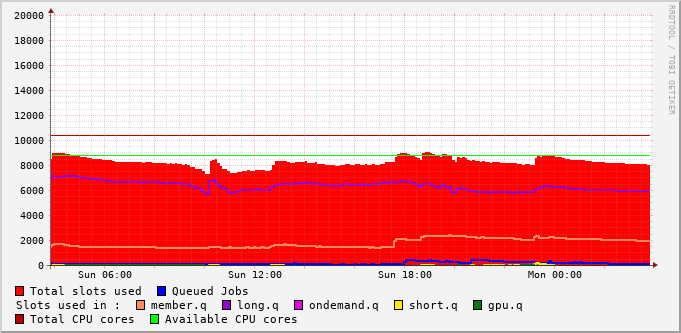 20000
18000
16000
14000
12000
10000
8000
6000
4000
2000
0
Sun 06:00 Sun 12:00 Sun 18:00 Mon 00:00
RRDTOOL / TOBI OETIKER
Total slots used Queued Jobs
Slots used in : member.q long.q ondemand.q short.q gpu.q
Total CPU cores Available CPU cores